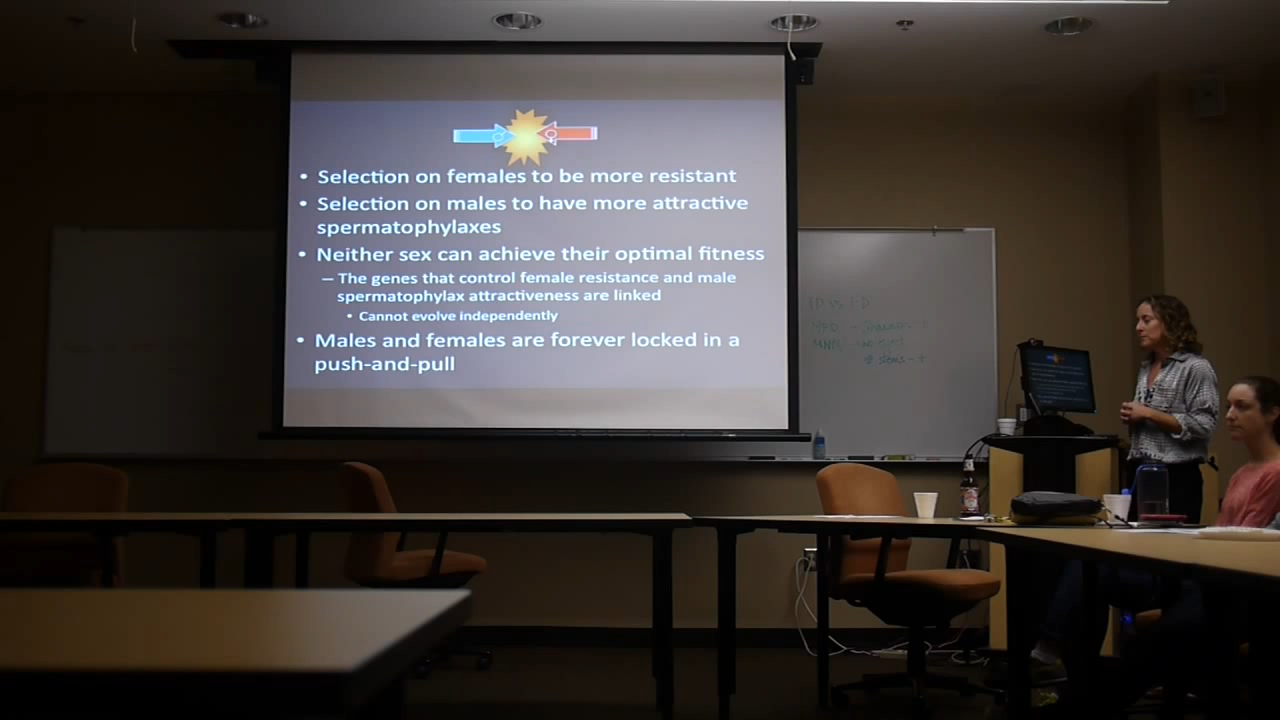 • Selection on females to be more resistant
• Selection on males to have more attractive
spermatophylaxes
• Neither sex can achieve their optimal fitness
– The genes that control female resistance and male
spermatophylax attractiveness are linked
• Cannot evolve independently
• Males and females are forever locked in a
push-and-pull